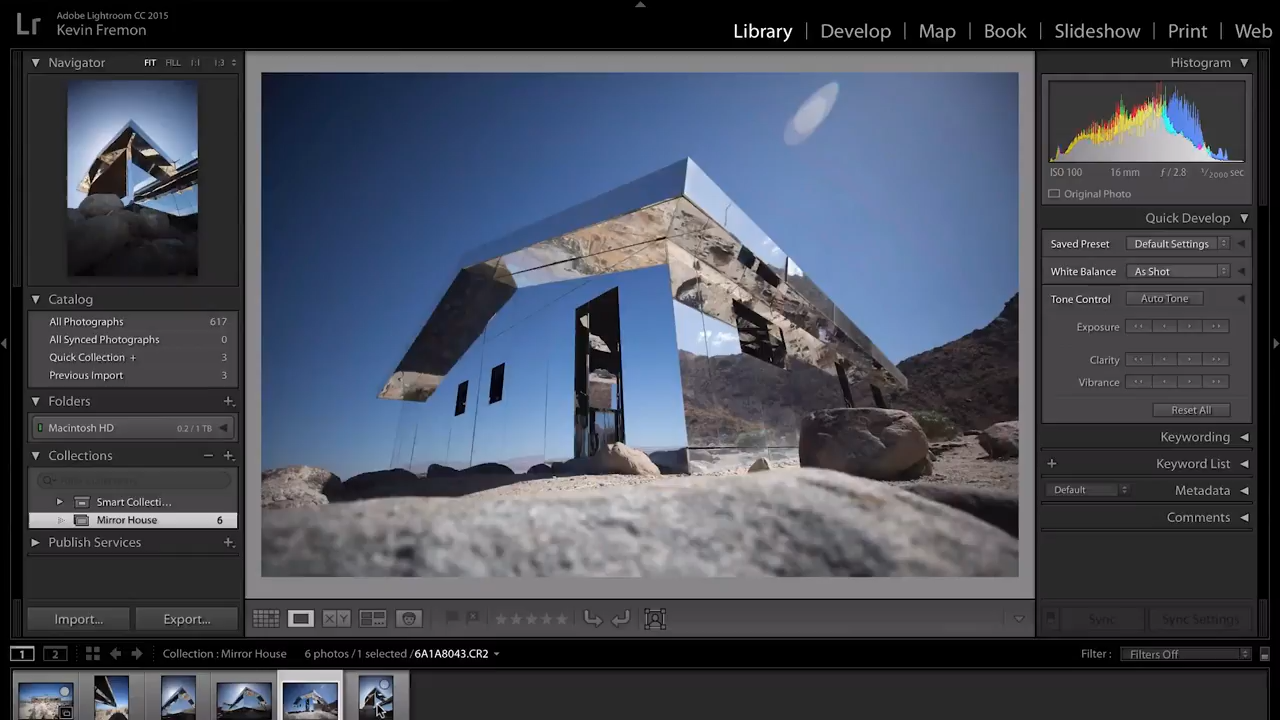 Lr
Adobe Lightroom CC 2015
Kevin Fremon
Library | Develop | Map | Book | Slideshow | Print | Web
Navigator FIT FILL 1:1 1:3
Catalog
All Photographs 617
All Synced Photographs 0
Quick Collection + 3
Previous Import 3
Folders +
Macintosh HD 0.2 / 1 TB
Collections − +
Smart Collecti...
Mirror House 6
Publish Services +
Import... Export...
Histogram
ISO 100 16 mm ƒ / 2.8 1/2000 sec
Original Photo
Quick Develop
Saved Preset Default Settings
White Balance As Shot
Tone Control Auto Tone
Exposure
Clarity
Vibrance
Reset All
Keywording
+ Keyword List
Default Metadata
Comments
Sync Sync Settings
X Y
1 2 Collection : Mirror House 6 photos / 1 selected / 6A1A8043.CR2 Filter : Filters Off